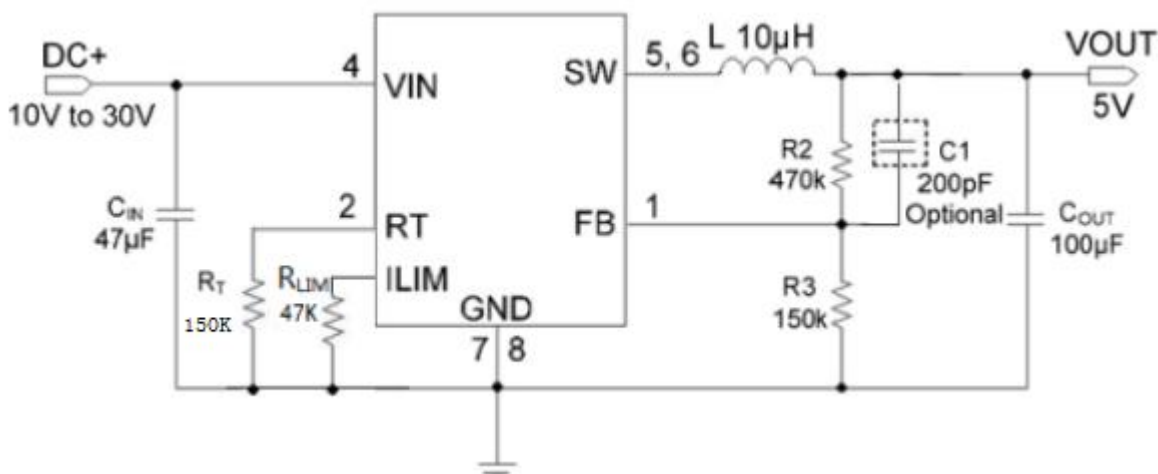 DC+
10V to 30V
CIN
47µF
4
VIN
2
RT
RT
150K
RLIM
47K
ILIM
GND
7 8
SW
5, 6
L 10µH
FB
1
R2
470k
C1
200pF
Optional
R3
150k
COUT
100µF
VOUT
5V